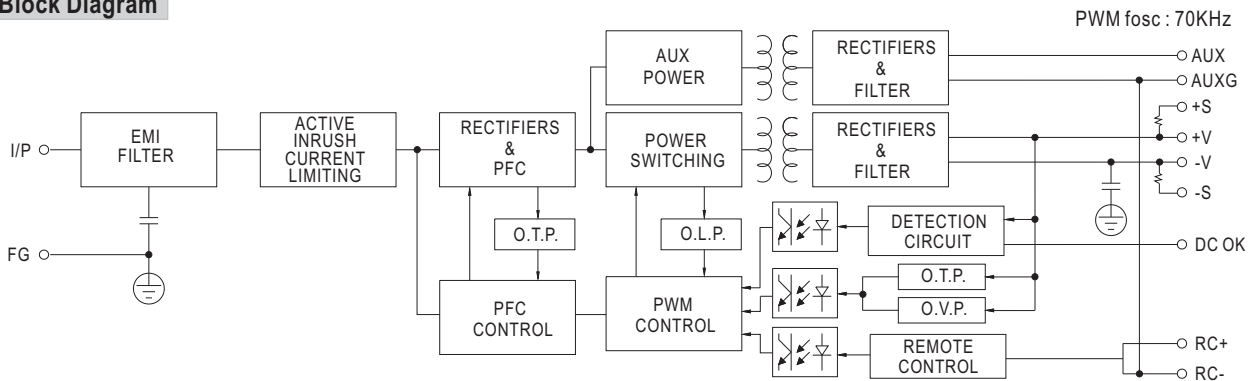 Block Diagram
PWM fosc : 70KHz
I/P
EMI
FILTER
FG
ACTIVE
INRUSH
CURRENT
LIMITING
RECTIFIERS
&
PFC
O.T.P.
PFC
CONTROL
AUX
POWER
POWER
SWITCHING
O.L.P.
PWM
CONTROL
RECTIFIERS
&
FILTER
RECTIFIERS
&
FILTER
DETECTION
CIRCUIT
O.T.P.
O.V.P.
REMOTE
CONTROL
AUX
AUXG
+S
+V
-V
-S
DC OK
RC+
RC-